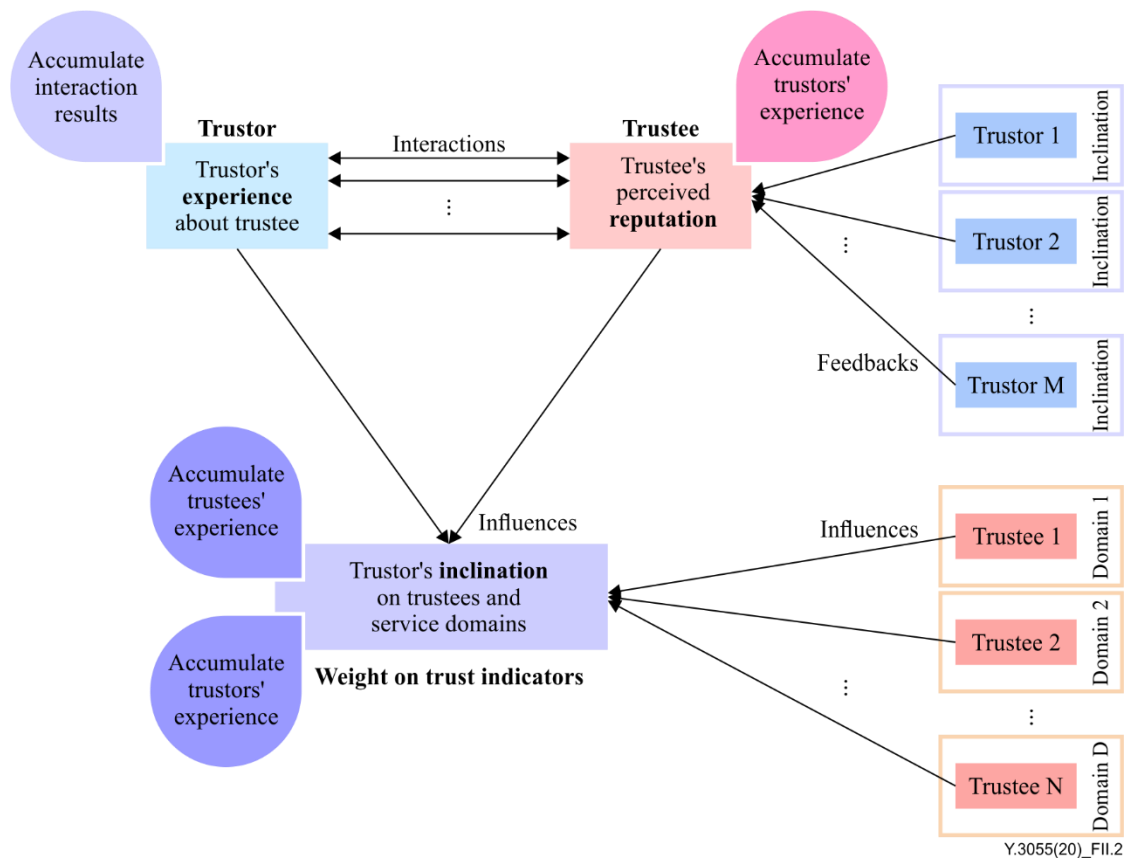 Accumulate
interaction
results
Accumulate
trustors'
experience
Trustor
Interactions
Trustee
Trustor's
experience
about trustee
⋮
Trustee's
perceived
reputation
Trustor 1
Inclination
Trustor 2
Inclination
⋮
⋮
Feedbacks
Trustor M
Inclination
Accumulate
trustees'
experience
Influences
Trustor's inclination
on trustees and
service domains
Weight on trust indicators
Accumulate
trustors'
experience
Influences
Trustee 1
Domain 1
Trustee 2
Domain 2
⋮
⋮
Trustee N
Domain D
Y.3055(20)_FII.2